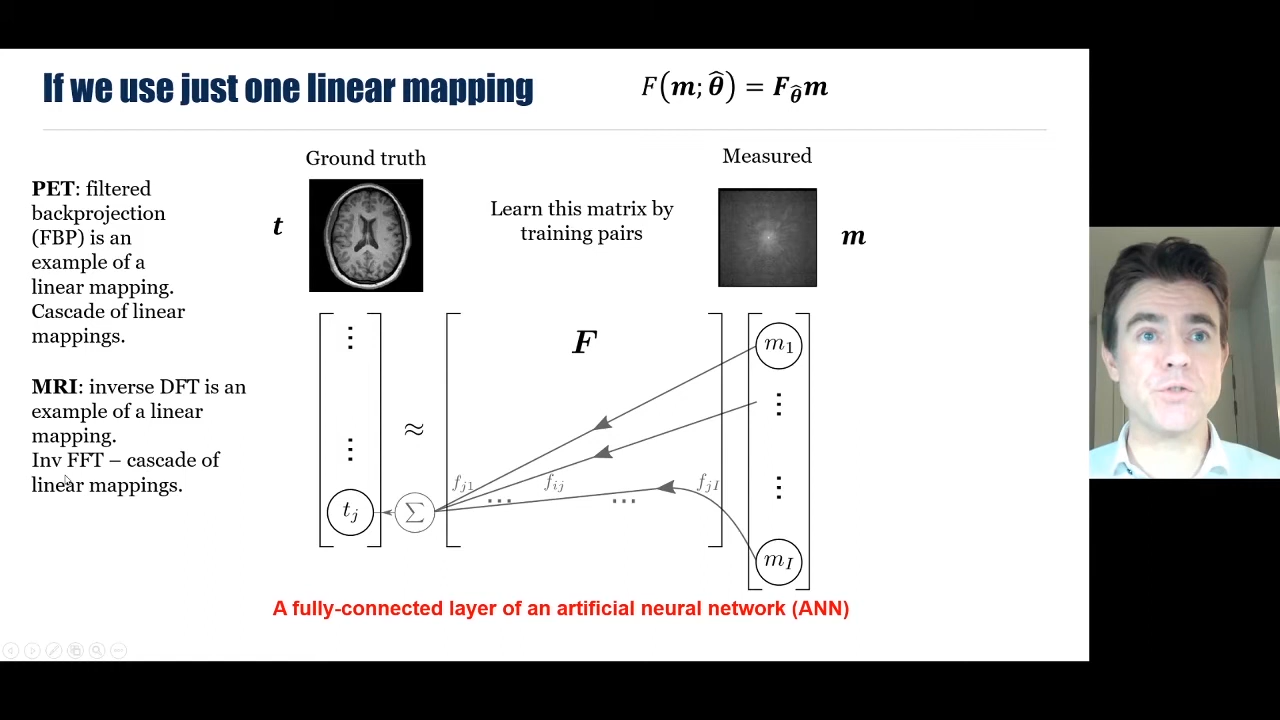 If we use just one linear mapping
F(m; θ̂) = F_θ̂ m
Ground truth
Measured
PET: filtered
backprojection
(FBP) is an
example of a
linear mapping.
Cascade of linear
mappings.
t
Learn this matrix by
training pairs
m
MRI: inverse DFT is an
example of a linear
mapping.
Inv FFT – cascade of
linear mappings.
⋮
⋮
t_j
≈
Σ
F
f_j1
...
f_ij
...
f_jI
m_1
⋮
⋮
m_I
A fully-connected layer of an artificial neural network (ANN)